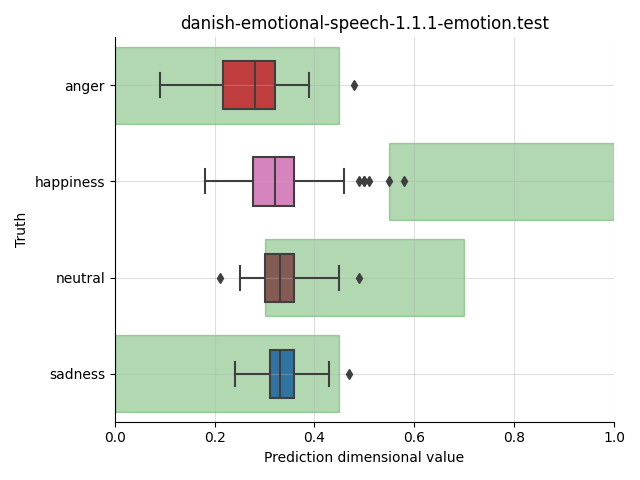 danish-emotional-speech-1.1.1-emotion.test
anger
happiness
neutral
sadness
Truth
0.0 0.2 0.4 0.6 0.8 1.0
Prediction dimensional value